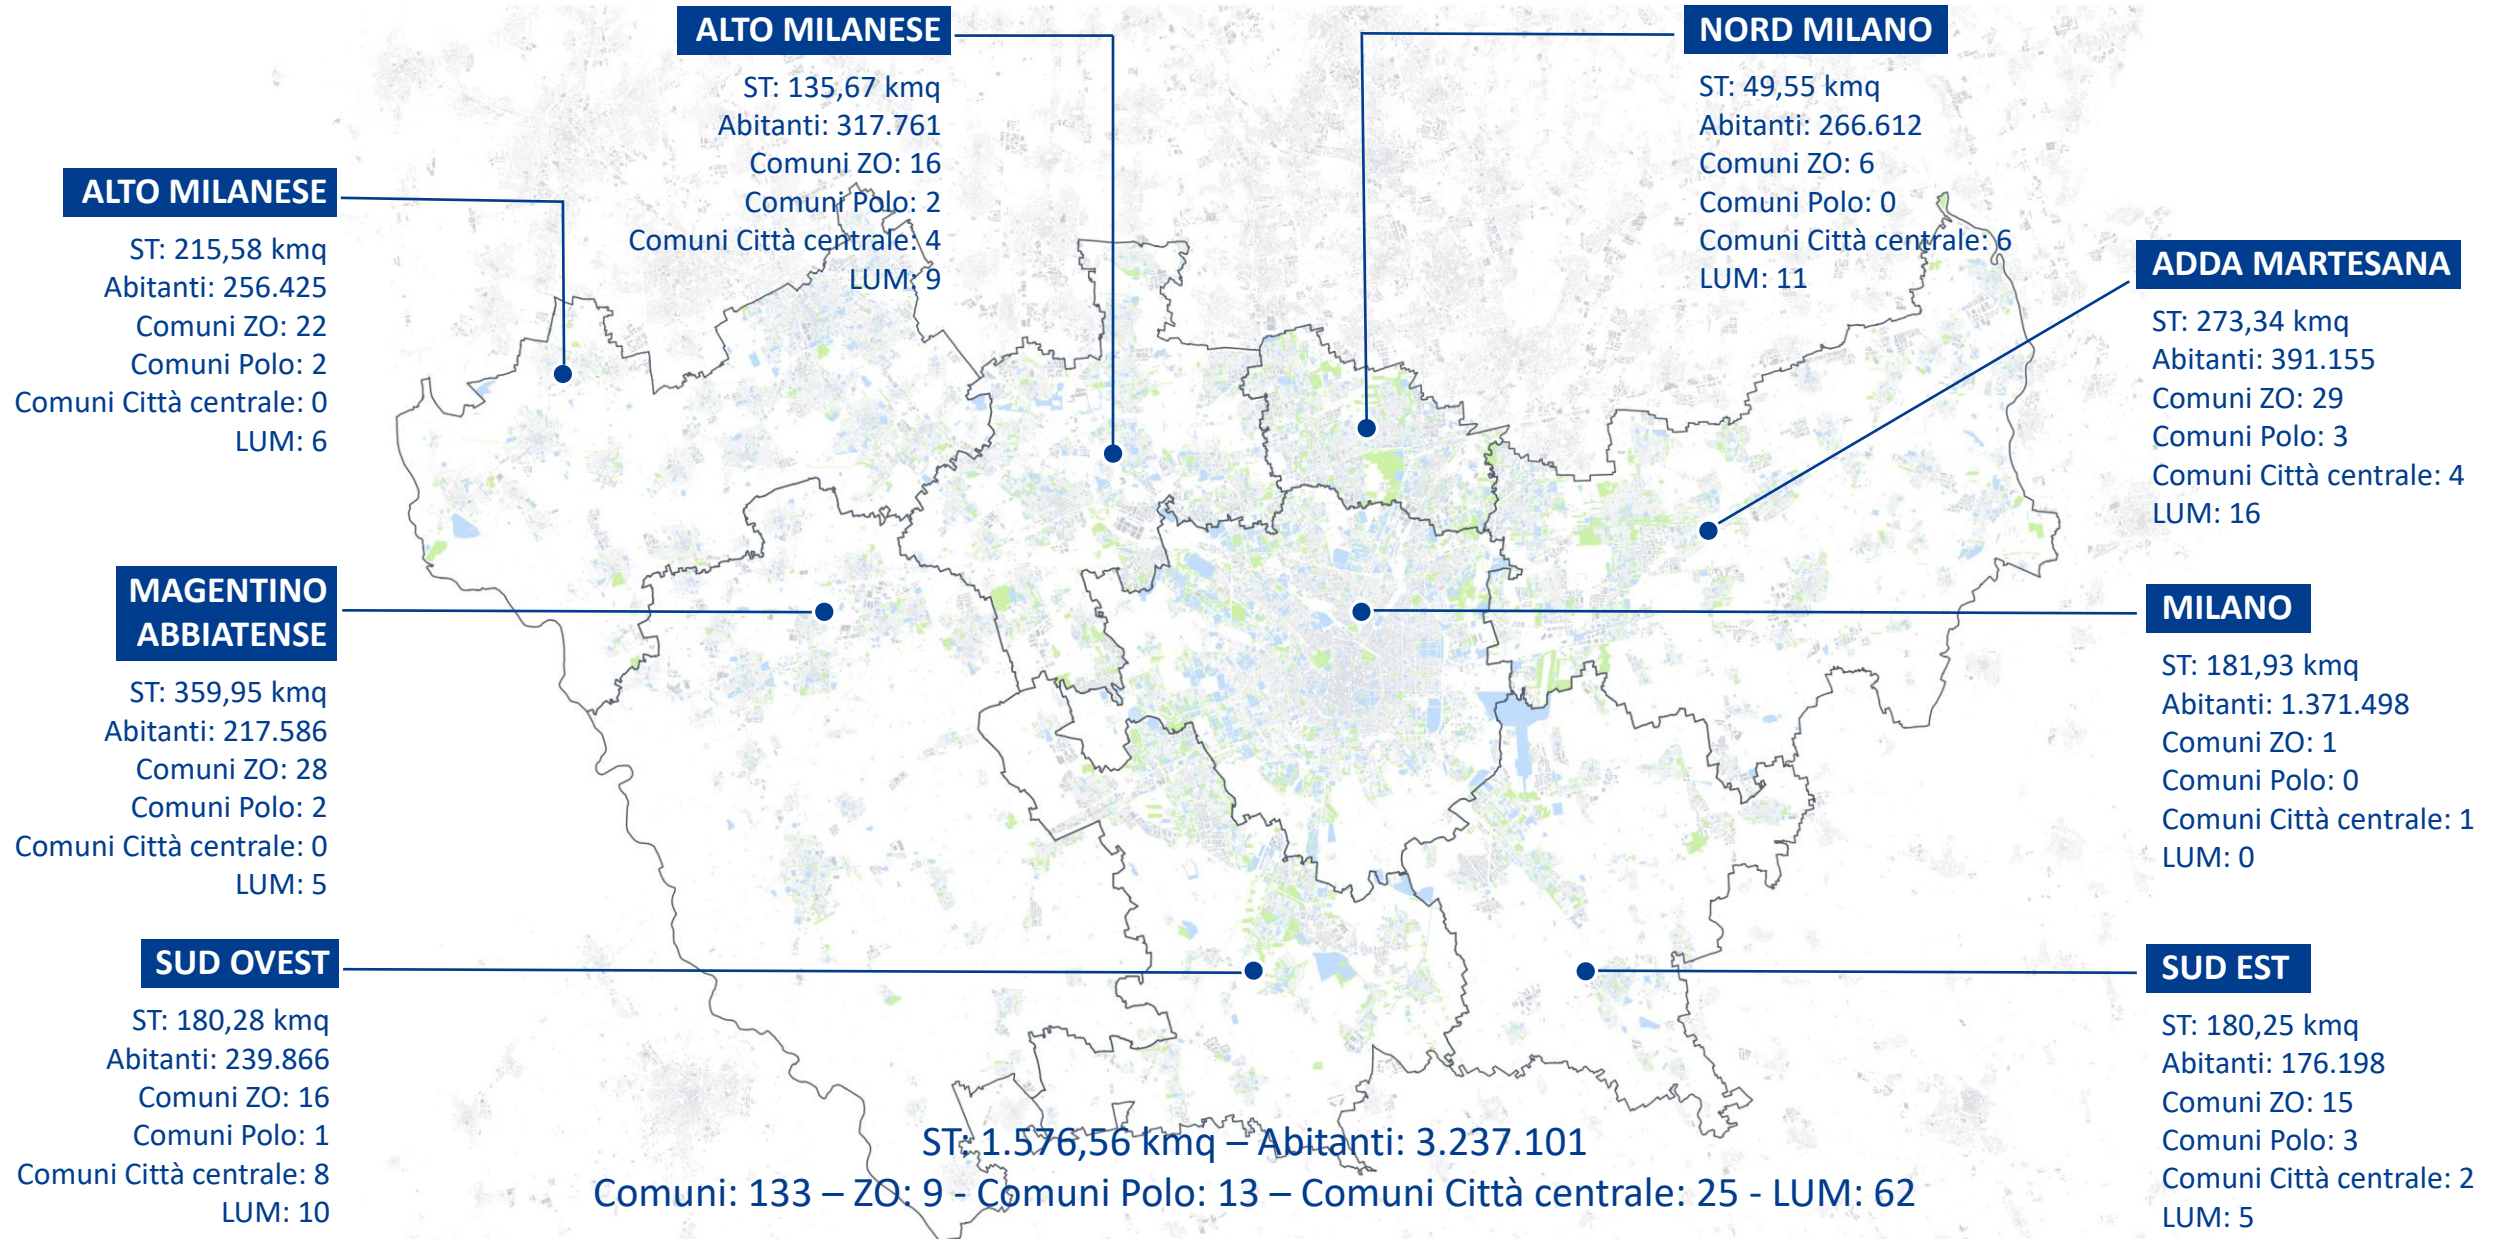 ALTO MILANESE
ST: 135,67 kmq
Abitanti: 317.761
Comuni ZO: 16
Comuni Polo: 2
Comuni Città centrale: 4
LUM: 9
NORD MILANO
ST: 49,55 kmq
Abitanti: 266.612
Comuni ZO: 6
Comuni Polo: 0
Comuni Città centrale: 6
LUM: 11
ALTO MILANESE
ST: 215,58 kmq
Abitanti: 256.425
Comuni ZO: 22
Comuni Polo: 2
Comuni Città centrale: 0
LUM: 6
ADDA MARTESANA
ST: 273,34 kmq
Abitanti: 391.155
Comuni ZO: 29
Comuni Polo: 3
Comuni Città centrale: 4
LUM: 16
MAGENTINO
ABBIATENSE
ST: 359,95 kmq
Abitanti: 217.586
Comuni ZO: 28
Comuni Polo: 2
Comuni Città centrale: 0
LUM: 5
MILANO
ST: 181,93 kmq
Abitanti: 1.371.498
Comuni ZO: 1
Comuni Polo: 0
Comuni Città centrale: 1
LUM: 0
SUD OVEST
ST: 180,28 kmq
Abitanti: 239.866
Comuni ZO: 16
Comuni Polo: 1
Comuni Città centrale: 8
LUM: 10
SUD EST
ST: 180,25 kmq
Abitanti: 176.198
Comuni ZO: 15
Comuni Polo: 3
Comuni Città centrale: 2
LUM: 5
ST: 1.576,56 kmq – Abitanti: 3.237.101
Comuni: 133 – ZO: 9 - Comuni Polo: 13 – Comuni Città centrale: 25 - LUM: 62